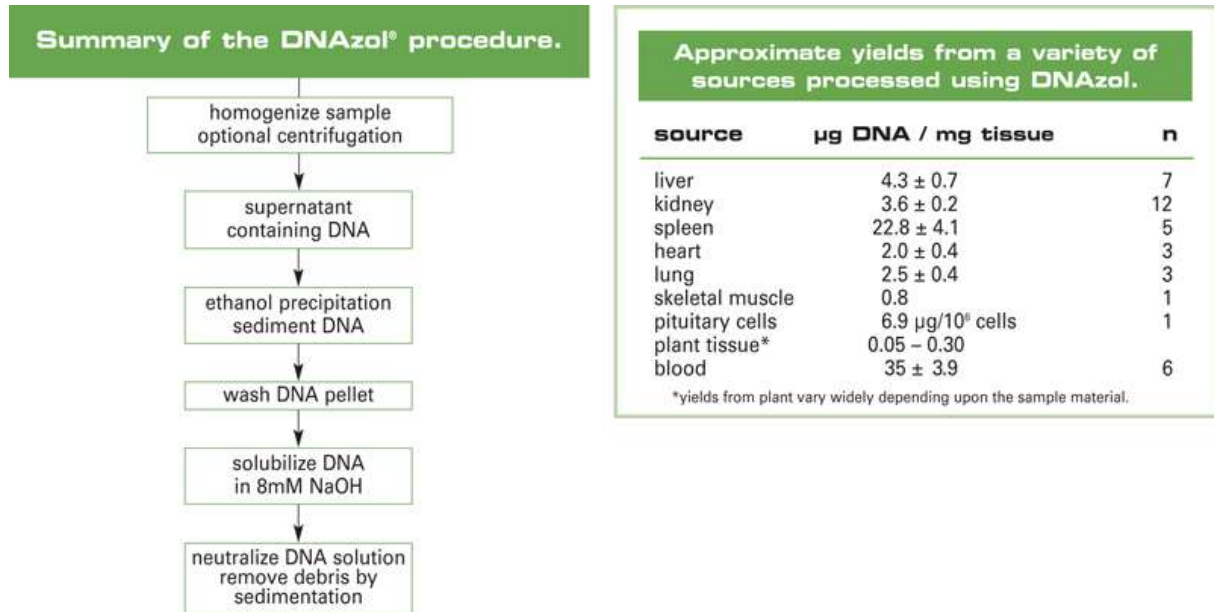 Summary of the DNAzol® procedure.
homogenize sample
optional centrifugation
supernatant
containing DNA
ethanol precipitation
sediment DNA
wash DNA pellet
solubilize DNA
in 8mM NaOH
neutralize DNA solution
remove debris by
sedimentation
Approximate yields from a variety of
sources processed using DNAzol.
source µg DNA / mg tissue n
liver 4.3 ± 0.7 7
kidney 3.6 ± 0.2 12
spleen 22.8 ± 4.1 5
heart 2.0 ± 0.4 3
lung 2.5 ± 0.4 3
skeletal muscle 0.8 1
pituitary cells 6.9 µg/10⁶ cells 1
plant tissue* 0.05 – 0.30
blood 35 ± 3.9 6
*yields from plant vary widely depending upon the sample material.